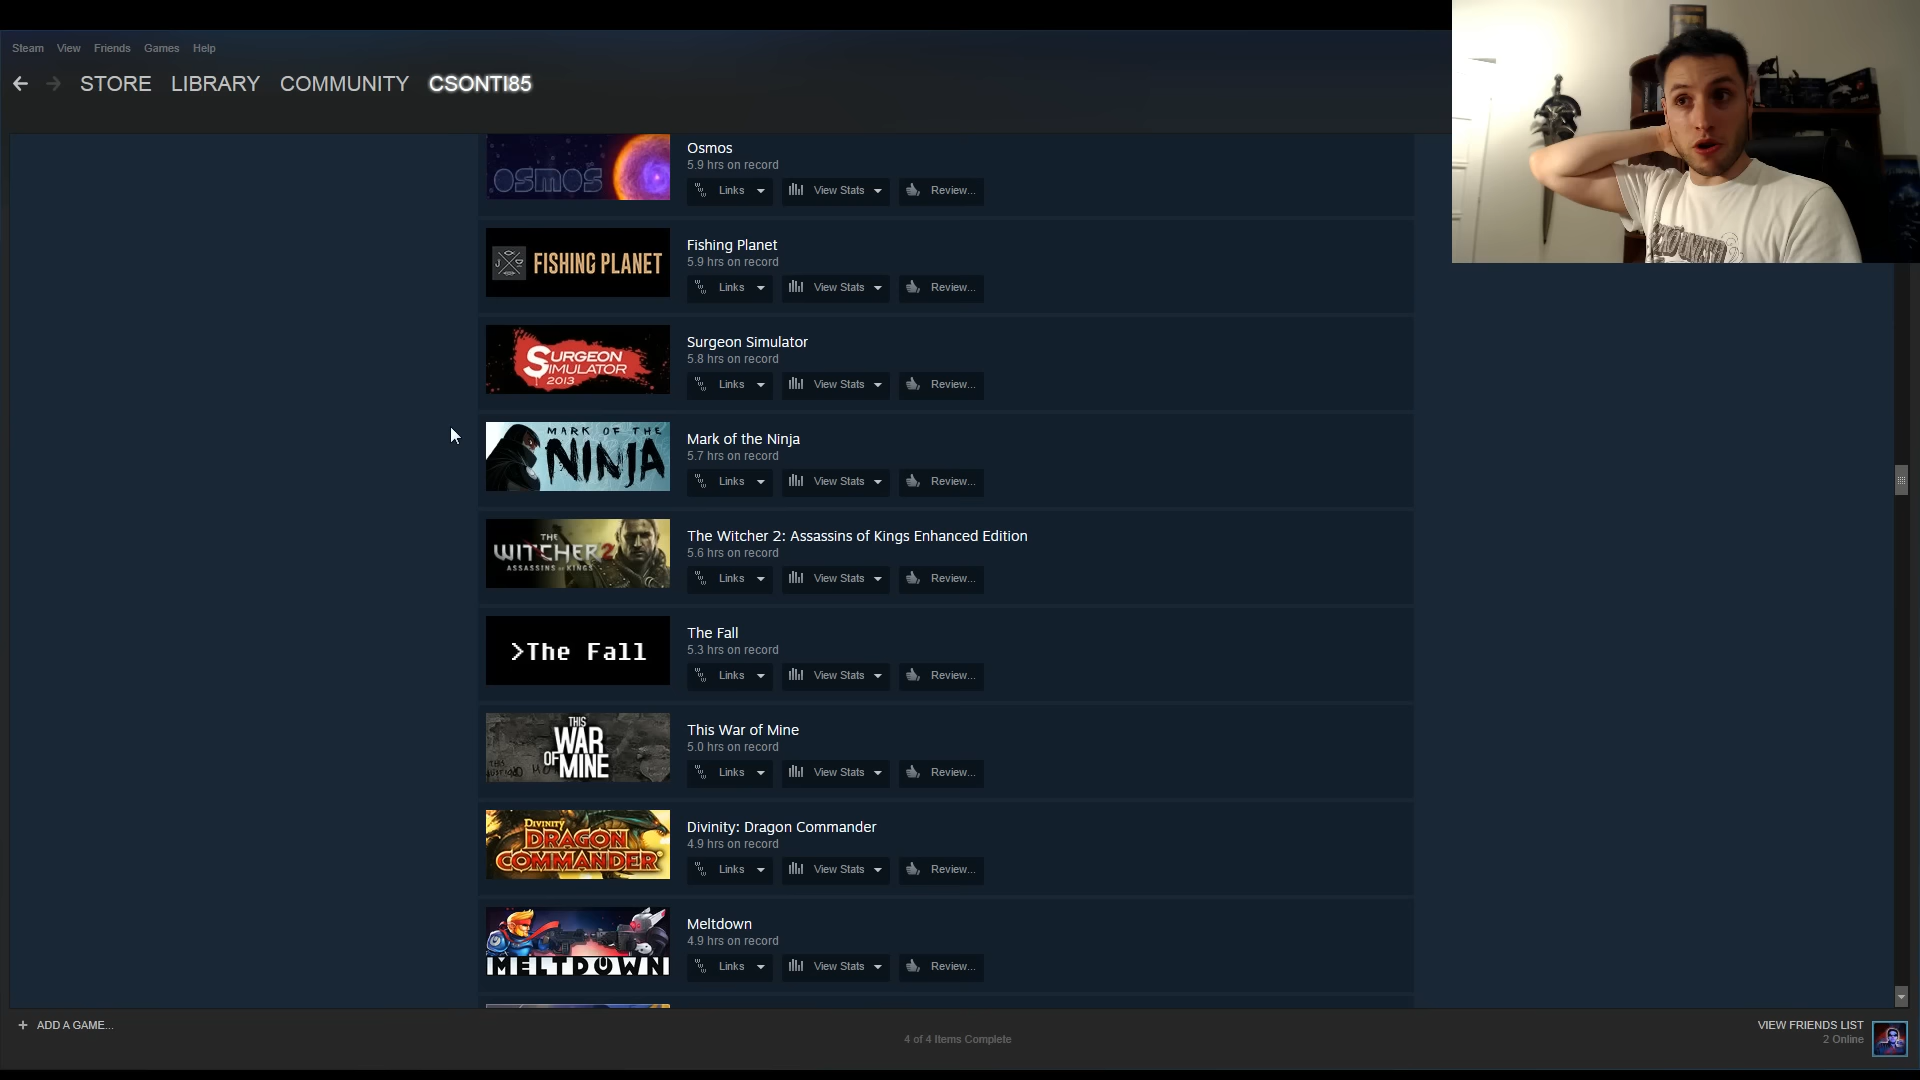 Steam View Friends Games Help
STORE LIBRARY COMMUNITY CSONTI85
OSMOS
Osmos
5.9 hrs on record
Links View Stats Review...
FISHING PLANET
Fishing Planet
5.9 hrs on record
Links View Stats Review...
SURGEON
SIMULATOR
2013
Surgeon Simulator
5.8 hrs on record
Links View Stats Review...
MARK OF THE
NINJA
Mark of the Ninja
5.7 hrs on record
Links View Stats Review...
THE
WITCHER 2
ASSASSINS OF KINGS
The Witcher 2: Assassins of Kings Enhanced Edition
5.6 hrs on record
Links View Stats Review...
>The Fall
The Fall
5.3 hrs on record
Links View Stats Review...
THIS
WAR
OF MINE
This War of Mine
5.0 hrs on record
Links View Stats Review...
DIVINITY
DRAGON
COMMANDER
Divinity: Dragon Commander
4.9 hrs on record
Links View Stats Review...
MELTDOWN
Meltdown
4.9 hrs on record
Links View Stats Review...
+ ADD A GAME...
4 of 4 Items Complete
VIEW FRIENDS LIST
2 Online